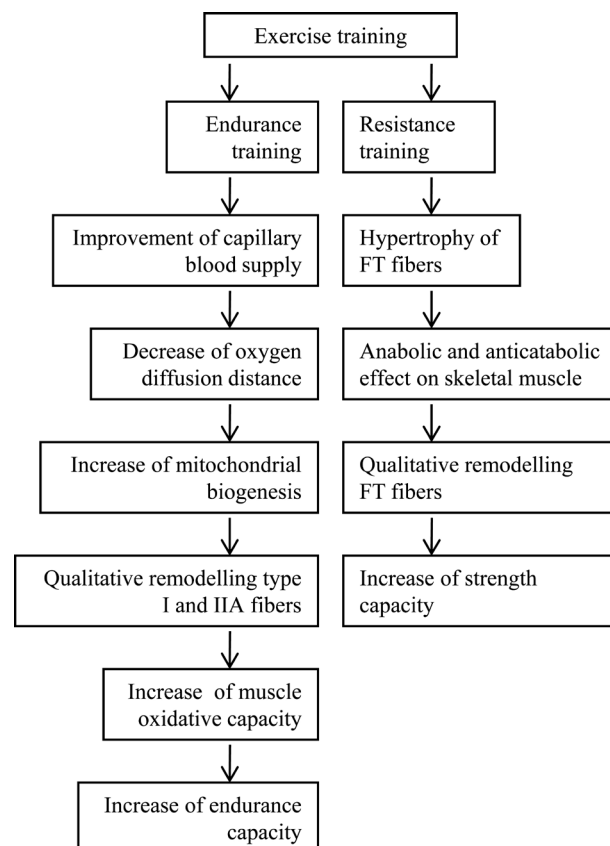 Exercise training
Endurance
training
Improvement of capillary
blood supply
Decrease of oxygen
diffusion distance
Increase of mitochondrial
biogenesis
Qualitative remodelling type
I and IIA fibers
Increase of muscle
oxidative capacity
Increase of endurance
capacity
Resistance
training
Hypertrophy of
FT fibers
Anabolic and anticatabolic
effect on skeletal muscle
Qualitative remodelling
FT fibers
Increase of strength
capacity